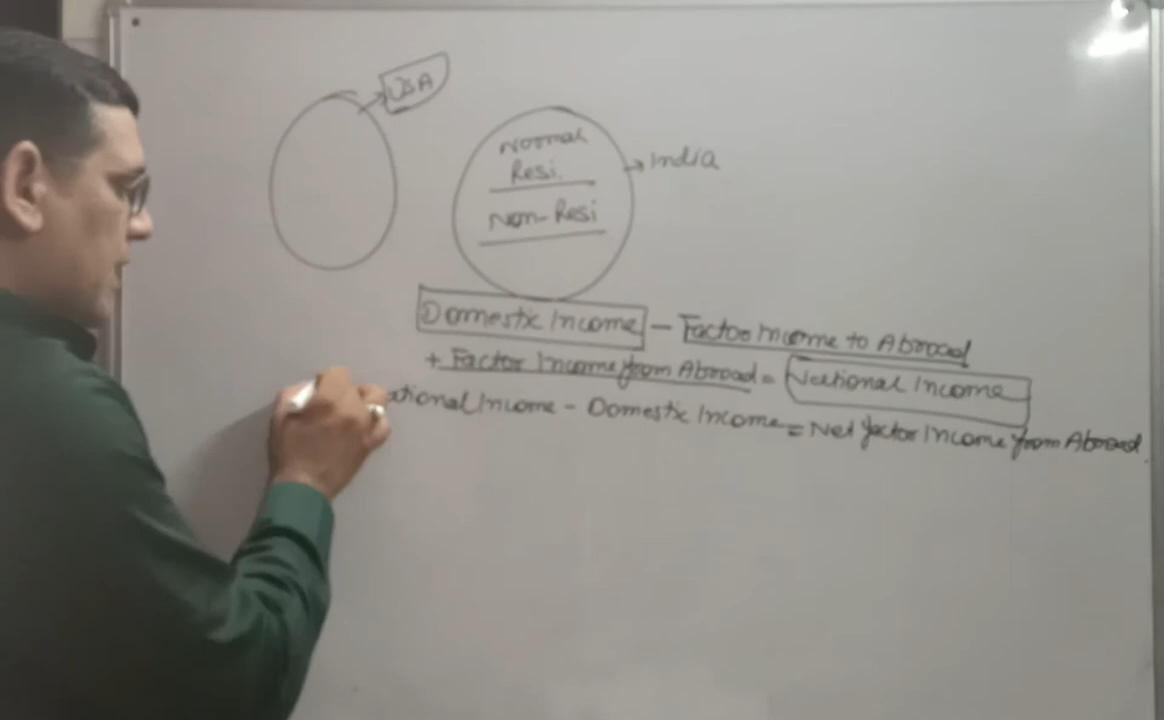 USA
Normal
Resi.
→ India
Non-Resi
Domestic Income — Factor Income to Abroad
+ Factor Income from Abroad = National Income
ational Income - Domestic Income = Net factor Income from Abroad.